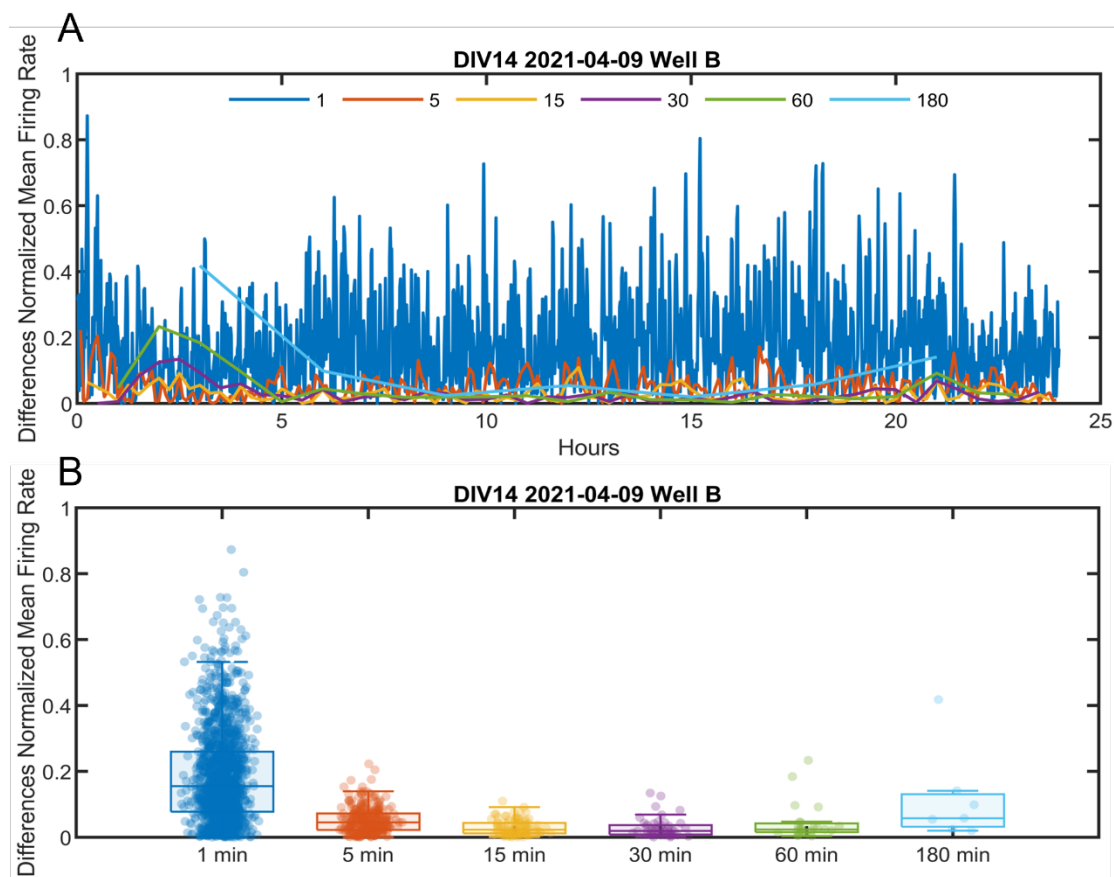 A
DIV14 2021-04-09 Well B
Differences Normalized Mean Firing Rate
1 5 15 30 60 180
1
0.8
0.6
0.4
0.2
0
0 5 10 15 20 25
Hours
B
DIV14 2021-04-09 Well B
Differences Normalized Mean Firing Rate
1
0.8
0.6
0.4
0.2
0
1 min 5 min 15 min 30 min 60 min 180 min